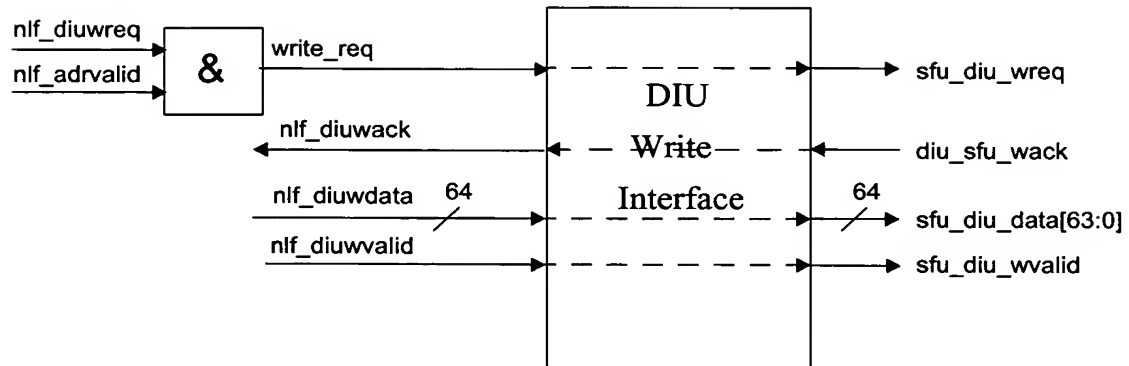 nlf_diuwreq
nlf_adrvalid
&
write_req
sfu_diu_wreq
DIU
nlf_diuwack
Write
diu_sfu_wack
nlf_diuwdata
64
Interface
64
sfu_diu_data[63:0]
nlf_diuwvalid
sfu_diu_wvalid